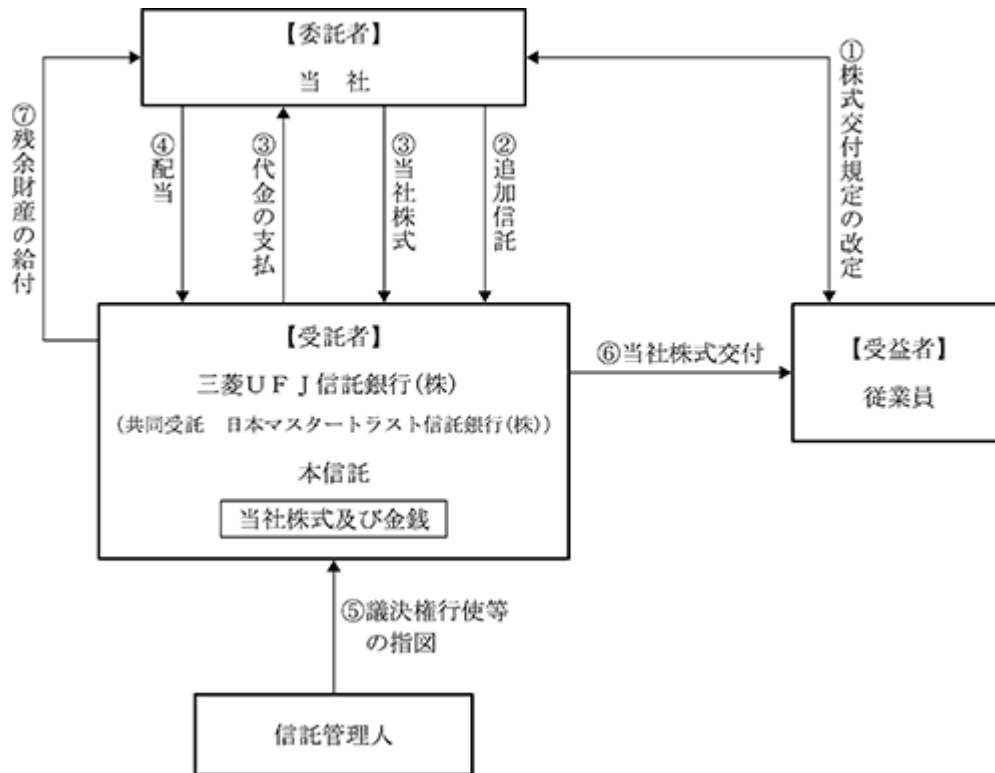 【委託者】
当　社
①株式交付規定の改定
⑦残余財産の給付
④配当
③代金の支払
③当社株式
②追加信託
【受託者】
三菱ＵＦＪ信託銀行(株)
(共同受託　日本マスタートラスト信託銀行(株))
本信託
当社株式及び金銭
⑥当社株式交付
【受益者】
従業員
⑤議決権行使等
の指図
信託管理人